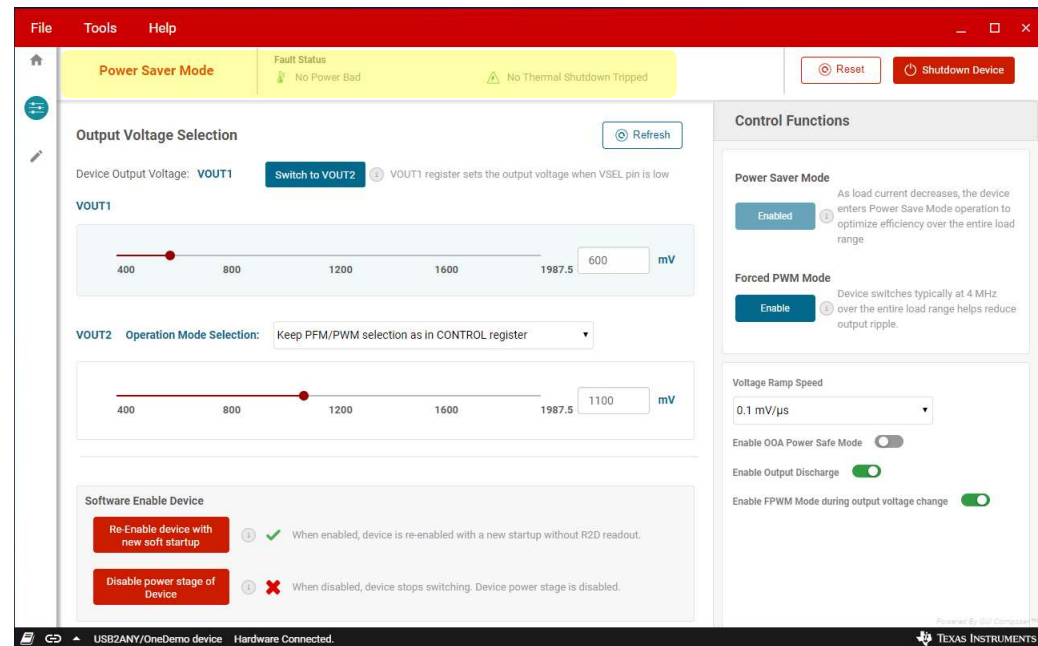 File Tools Help
Power Saver Mode
Fault Status
No Power Bad
No Thermal Shutdown Tripped
Reset
Shutdown Device
Output Voltage Selection
Refresh
Device Output Voltage: VOUT1
Switch to VOUT2
VOUT1 register sets the output voltage when VSEL pin is low
VOUT1
400 800 1200 1600 1987.5
600 mV
VOUT2 Operation Mode Selection: Keep PFM/PWM selection as in CONTROL register
400 800 1200 1600 1987.5
1100 mV
Software Enable Device
Re-Enable device with
new soft startup
When enabled, device is re-enabled with a new startup without R2D readout.
Disable power stage of
Device
When disabled, device stops switching. Device power stage is disabled.
Control Functions
Power Saver Mode
Enabled
As load current decreases, the device
enters Power Save Mode operation to
optimize efficiency over the entire load
range
Forced PWM Mode
Enable
Device switches typically at 4 MHz
over the entire load range helps reduce
output ripple.
Voltage Ramp Speed
0.1 mV/µs
Enable OOA Power Safe Mode
Enable Output Discharge
Enable FPWM Mode during output voltage change
Powered By GUI Composer™
USB2ANY/OneDemo device Hardware Connected.
TEXAS INSTRUMENTS